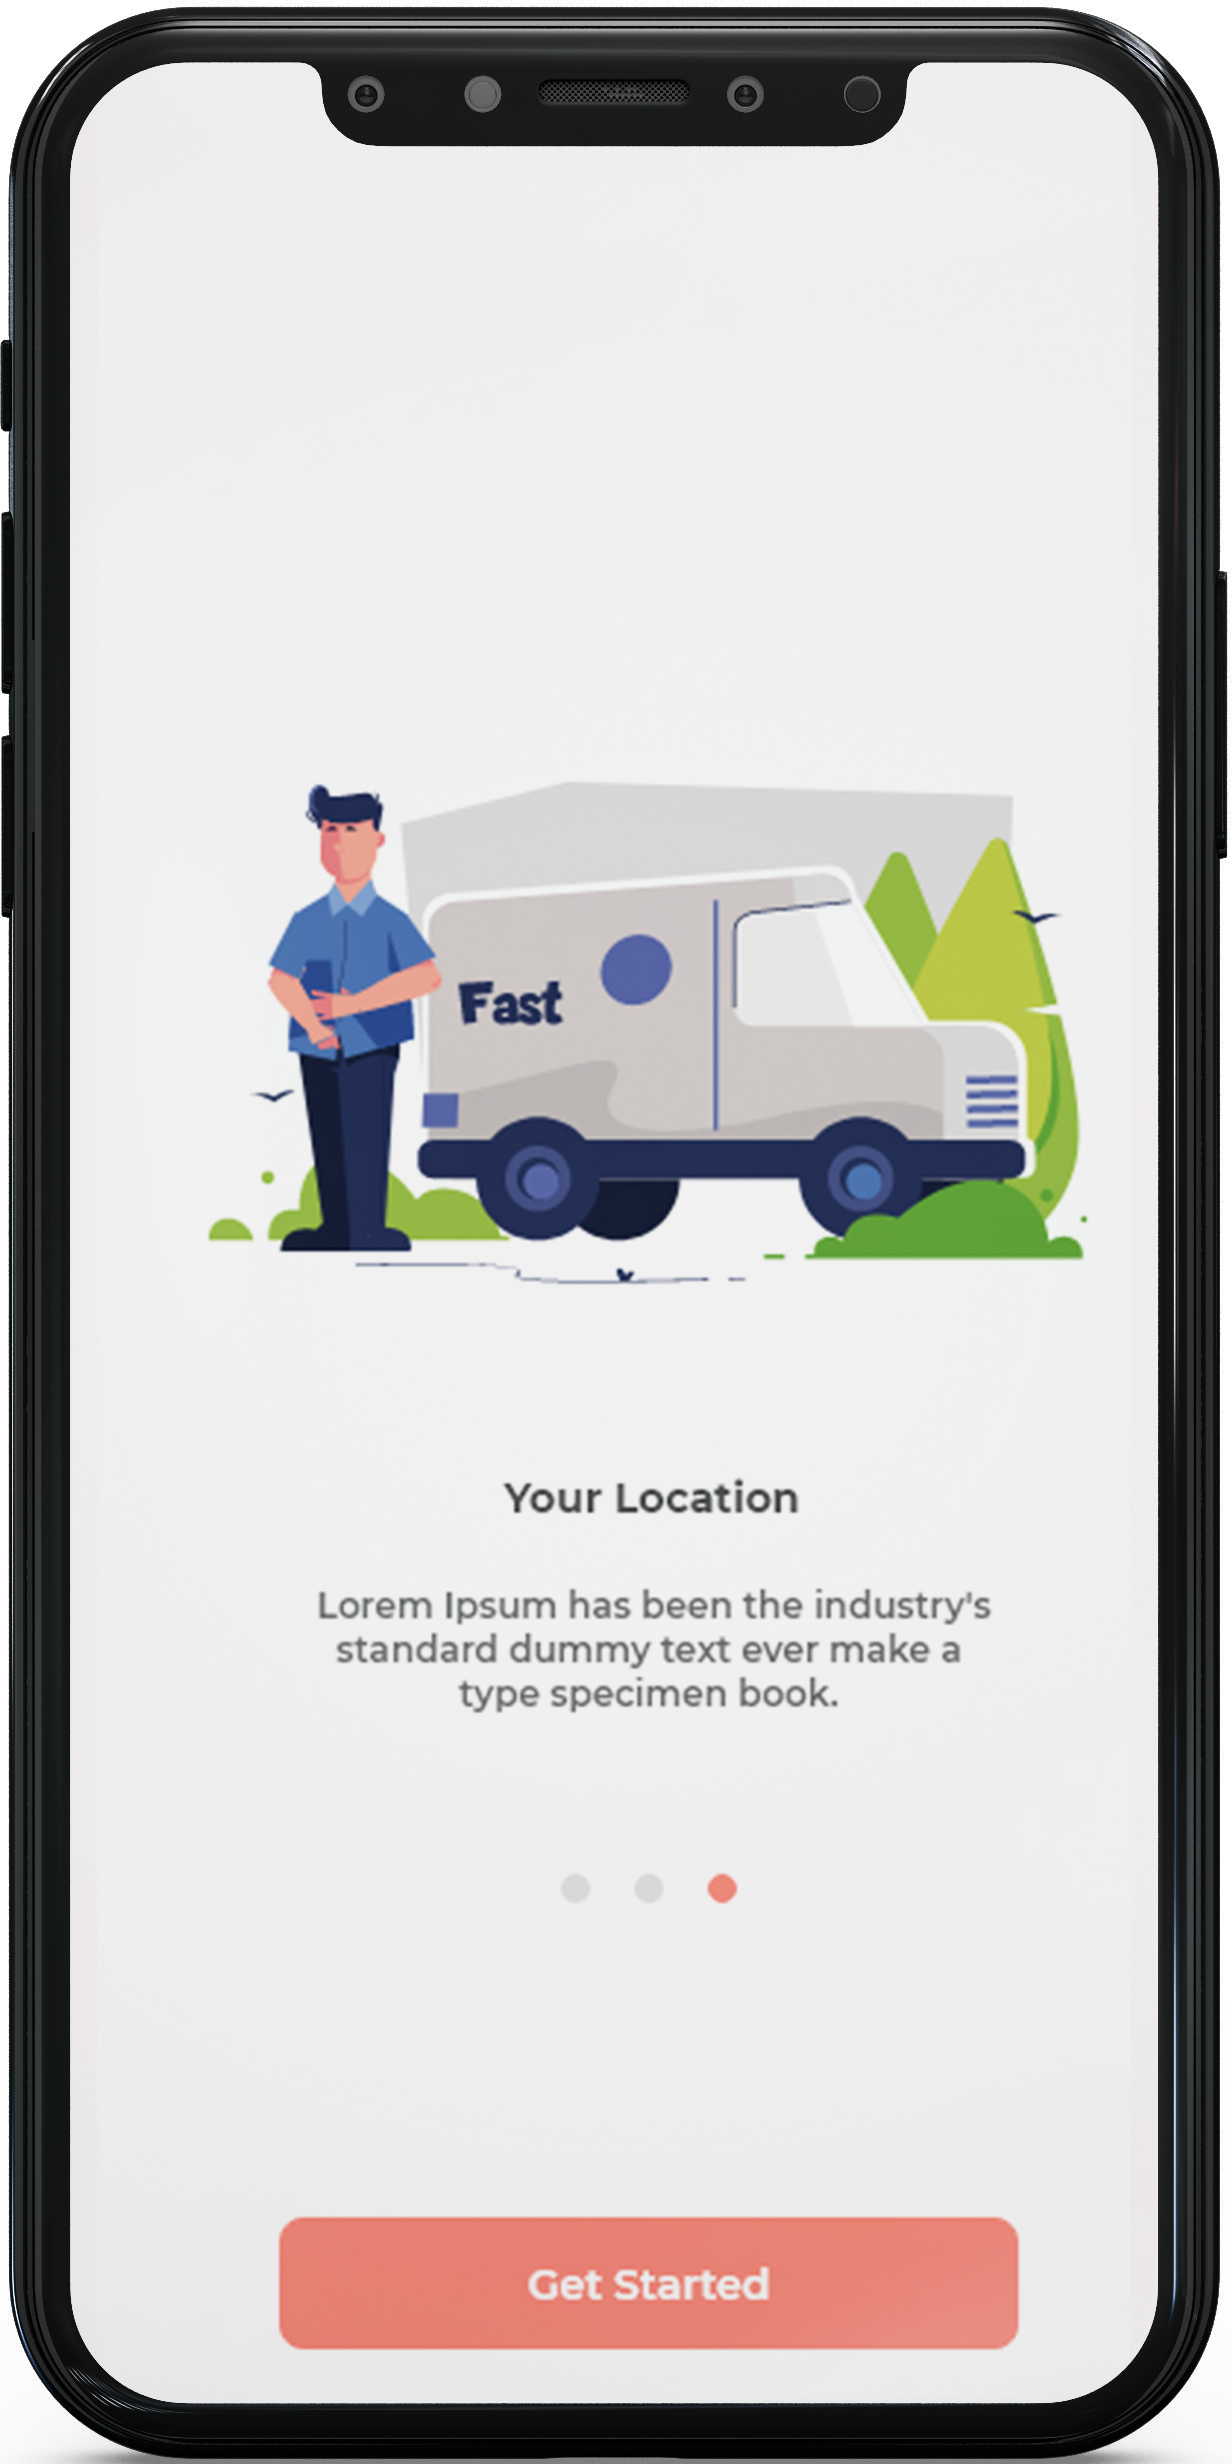 Fast
Your Location
Lorem Ipsum has been the industry's
standard dummy text ever make a
type specimen book.
Get Started